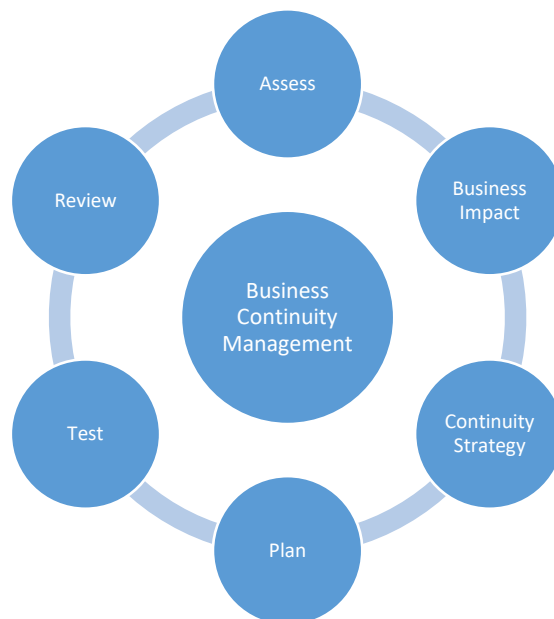 Assess
Business
Impact
Continuity
Strategy
Plan
Test
Review
Business
Continuity
Management